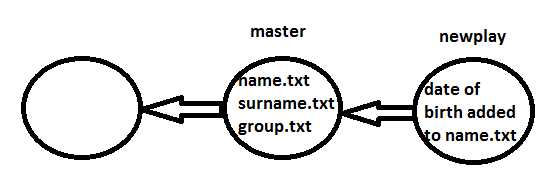 master
newplay
name.txt
surname.txt
group.txt
date of
birth added
to name.txt